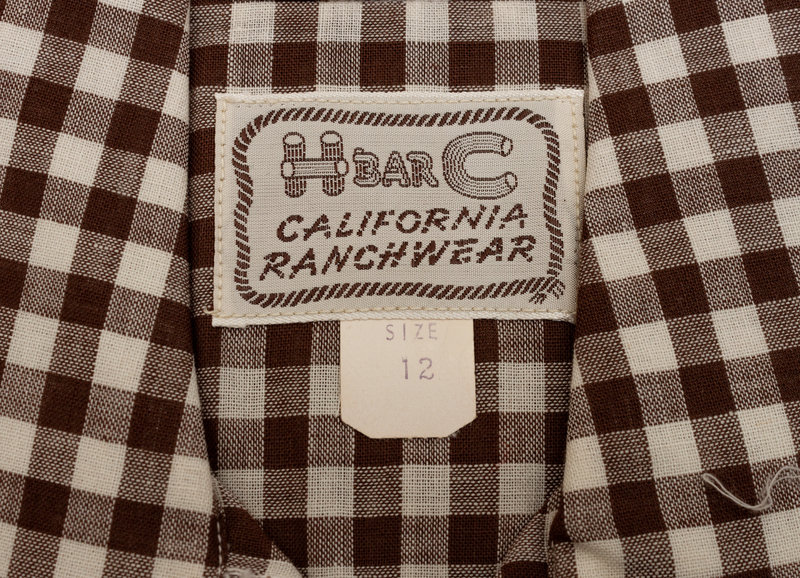 H BAR C
CALIFORNIA
RANCHWEAR
SIZE
12